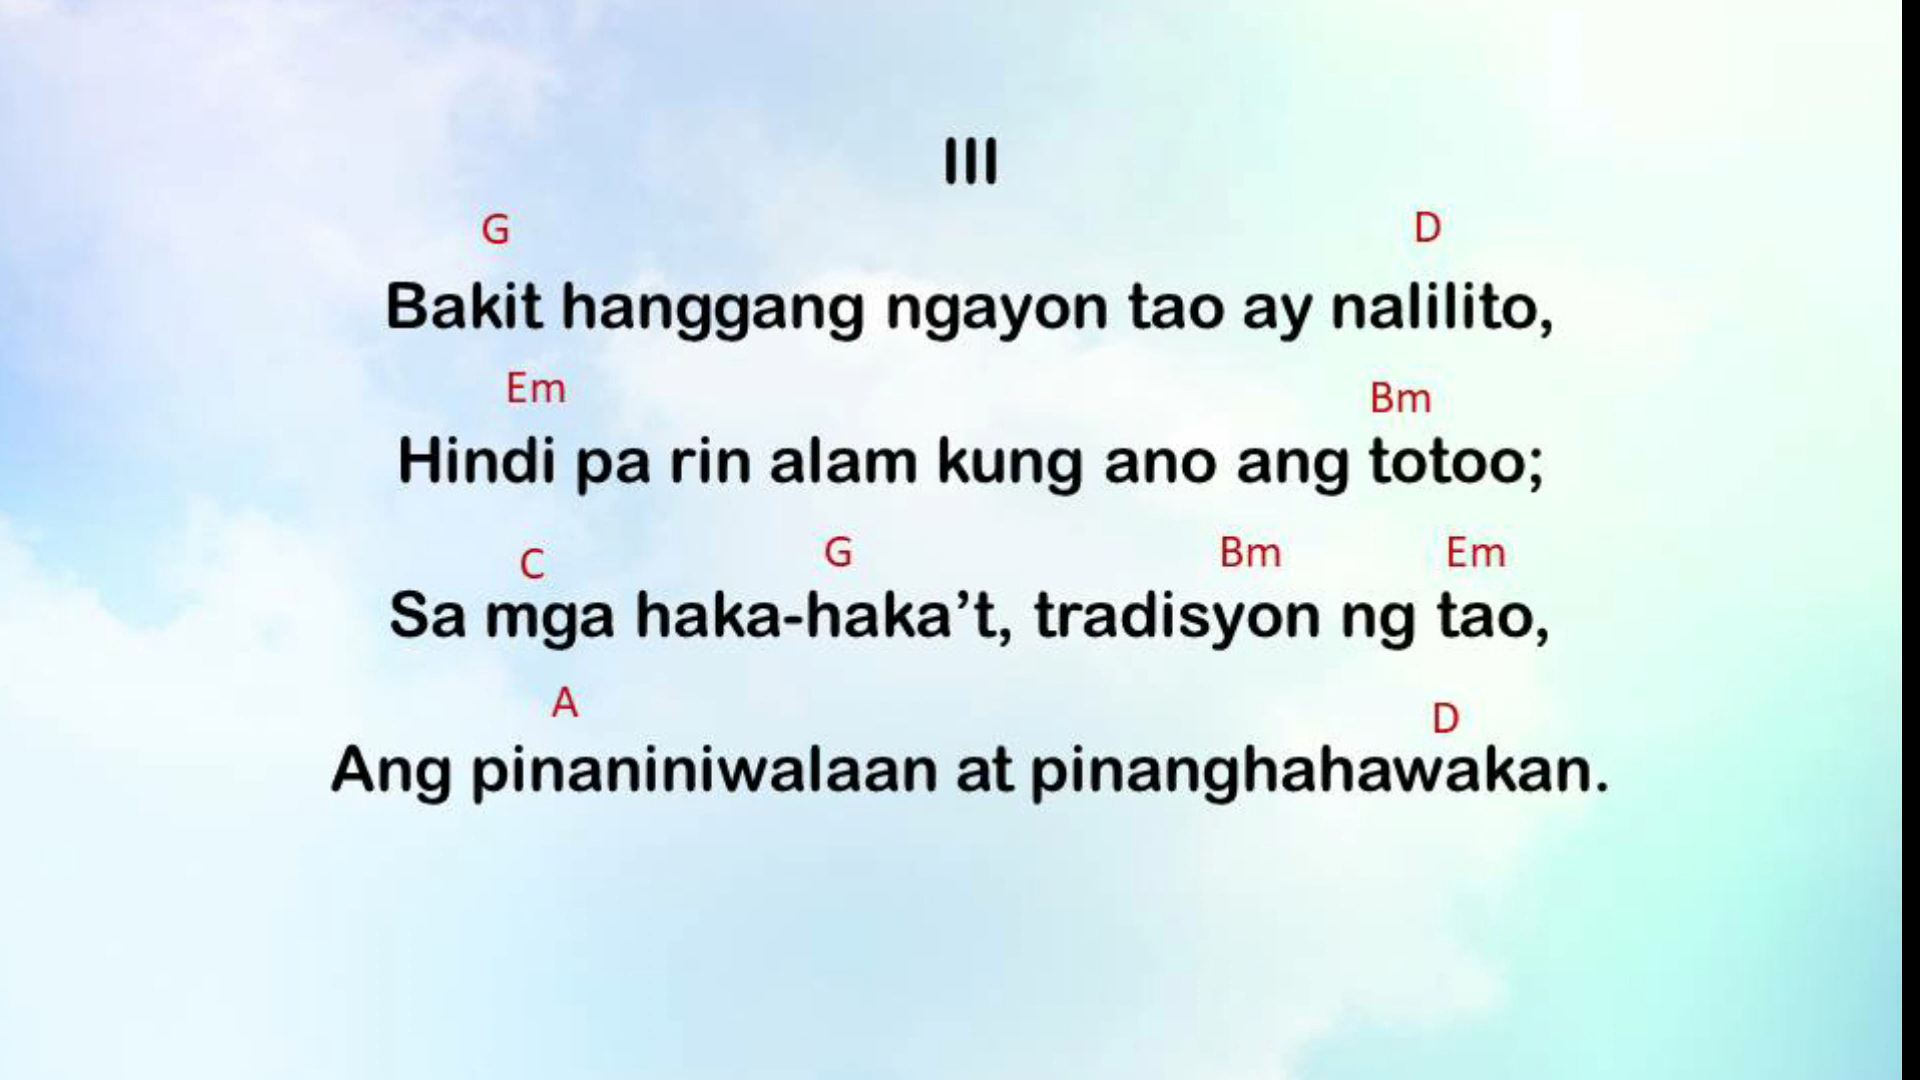 III
G D
Bakit hanggang ngayon tao ay nalilito,
Em Bm
Hindi pa rin alam kung ano ang totoo;
C G Bm Em
Sa mga haka-haka’t, tradisyon ng tao,
A D
Ang pinaniniwalaan at pinanghahawakan.